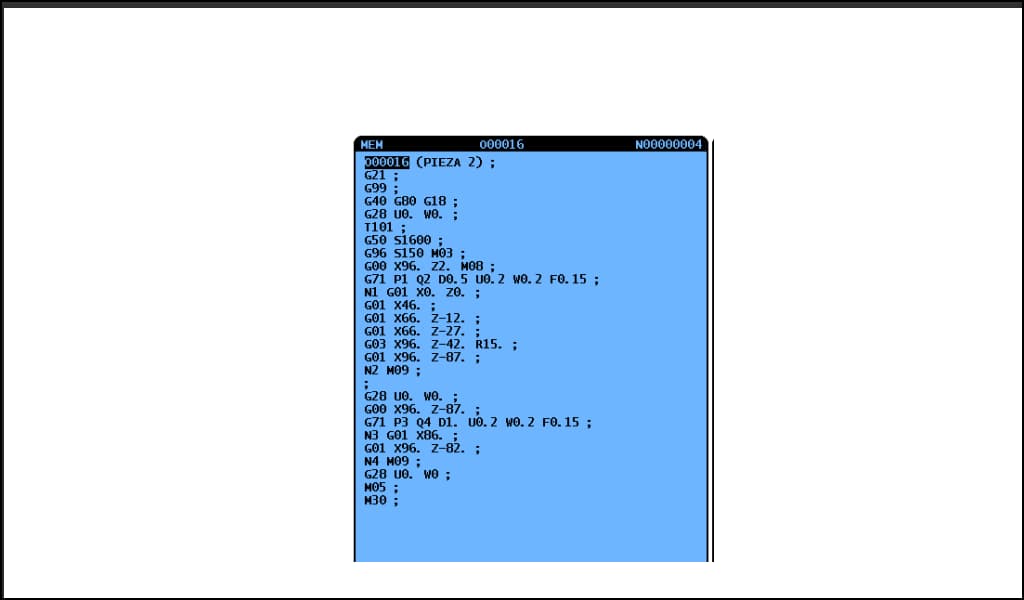 MEM O00016 N00000004
O00016 (PIEZA 2) ;
G21 ;
G99 ;
G40 G80 G18 ;
G28 U0. W0. ;
T101 ;
G50 S1600 ;
G96 S150 M03 ;
G00 X96. Z2. M08 ;
G71 P1 Q2 D0.5 U0.2 W0.2 F0.15 ;
N1 G01 X0. Z0. ;
G01 X46. ;
G01 X66. Z-12. ;
G01 X66. Z-27. ;
G03 X96. Z-42. R15. ;
G01 X96. Z-87. ;
N2 M09 ;
;
G28 U0. W0. ;
G00 X96. Z-87. ;
G71 P3 Q4 D1. U0.2 W0.2 F0.15 ;
N3 G01 X86. ;
G01 X96. Z-82. ;
N4 M09 ;
G28 U0. W0 ;
M05 ;
M30 ;